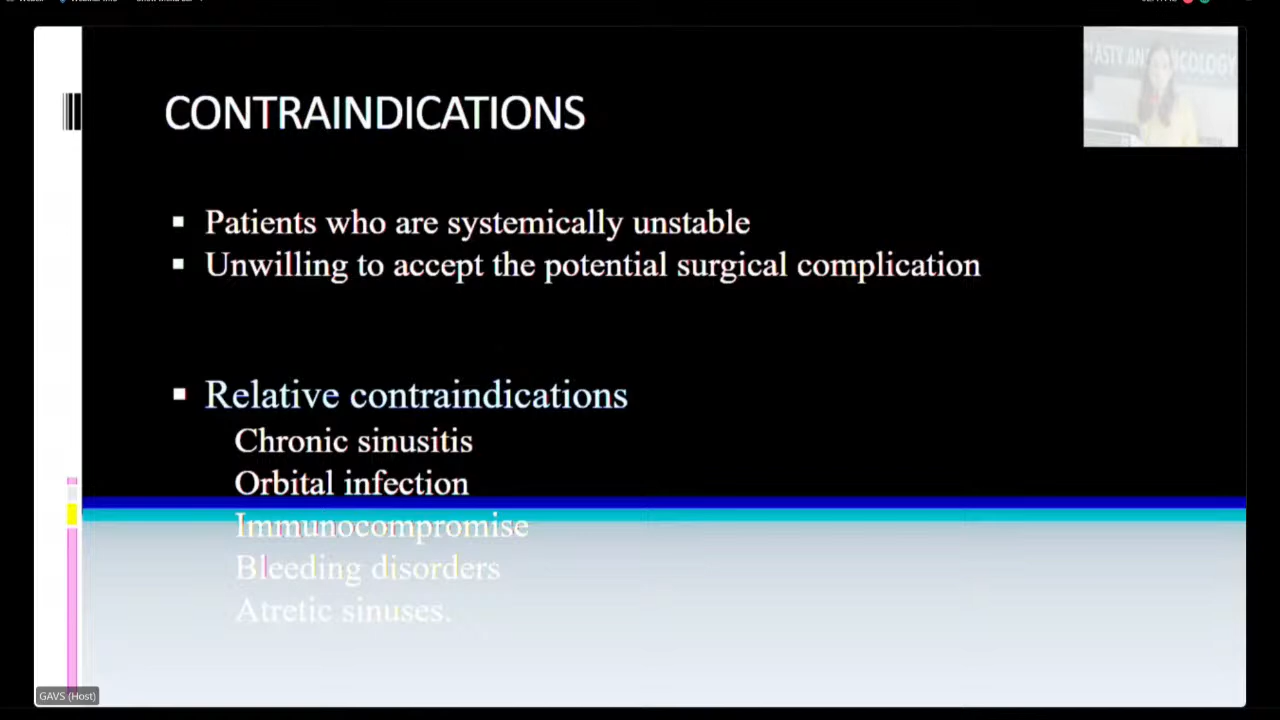 CONTRAINDICATIONS
▪ Patients who are systemically unstable
▪ Unwilling to accept the potential surgical complication
▪ Relative contraindications
Chronic sinusitis
Orbital infection
Immunocompromise
Bleeding disorders
Atretic sinuses.
GAVS (Host)